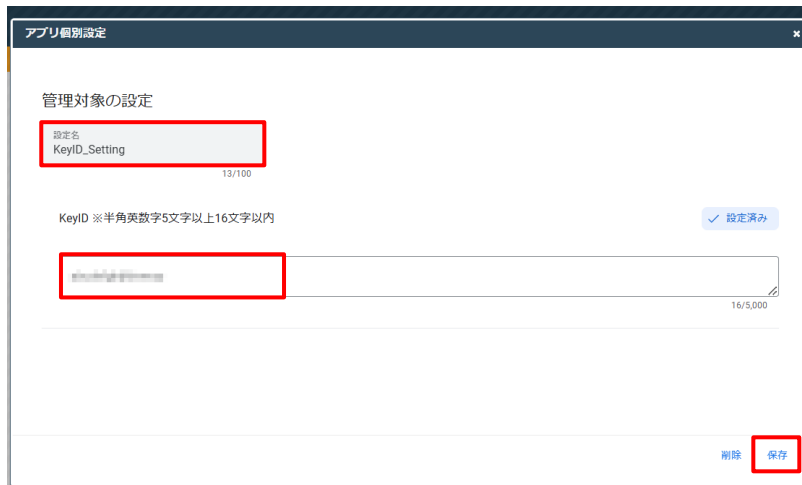 アプリ個別設定
×
管理対象の設定
設定名
KeyID_Setting
13/100
KeyID ※半角英数字5文字以上16文字以内
✓ 設定済み
16/5,000
削除 保存